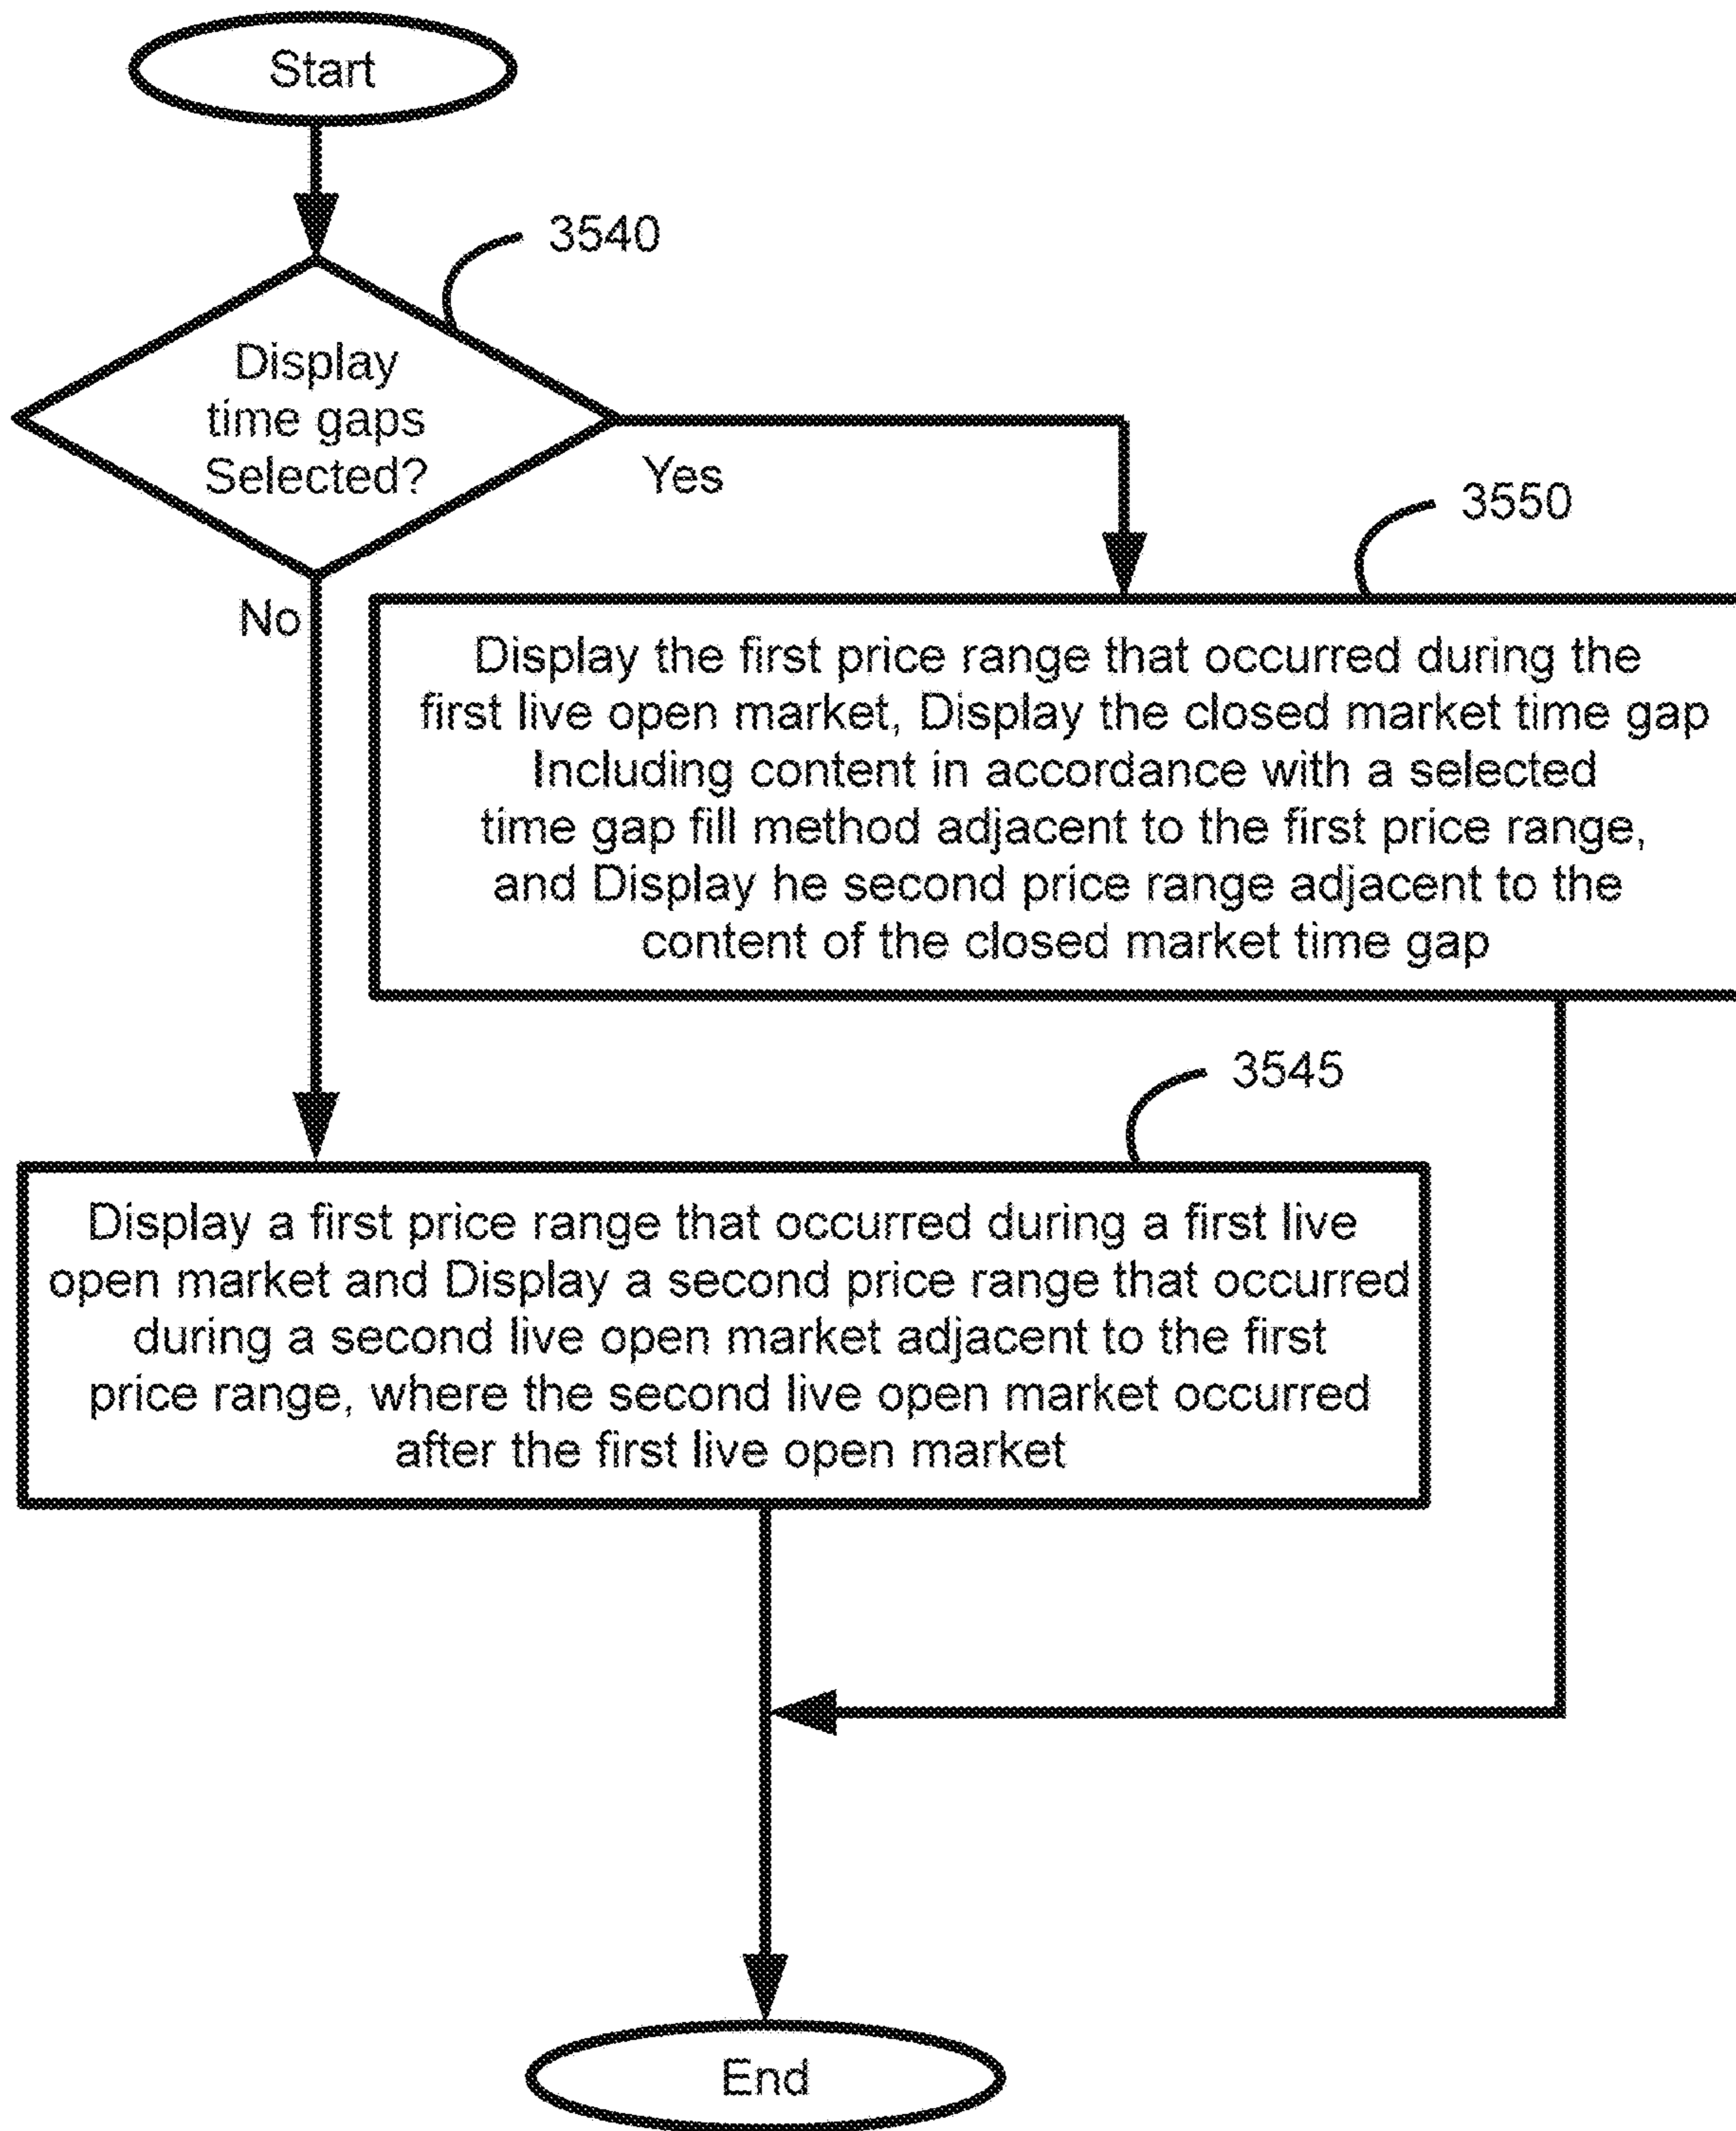 Start
3540
Display
time gaps
Selected?
Yes
3550
No
Display the first price range that occurred during the
first live open market, Display the closed market time gap
Including content in accordance with a selected
time gap fill method adjacent to the first price range,
and Display he second price range adjacent to the
content of the closed market time gap
3545
Display a first price range that occurred during a first live
open market and Display a second price range that occurred
during a second live open market adjacent to the first
price range, where the second live open market occurred
after the first live open market
End